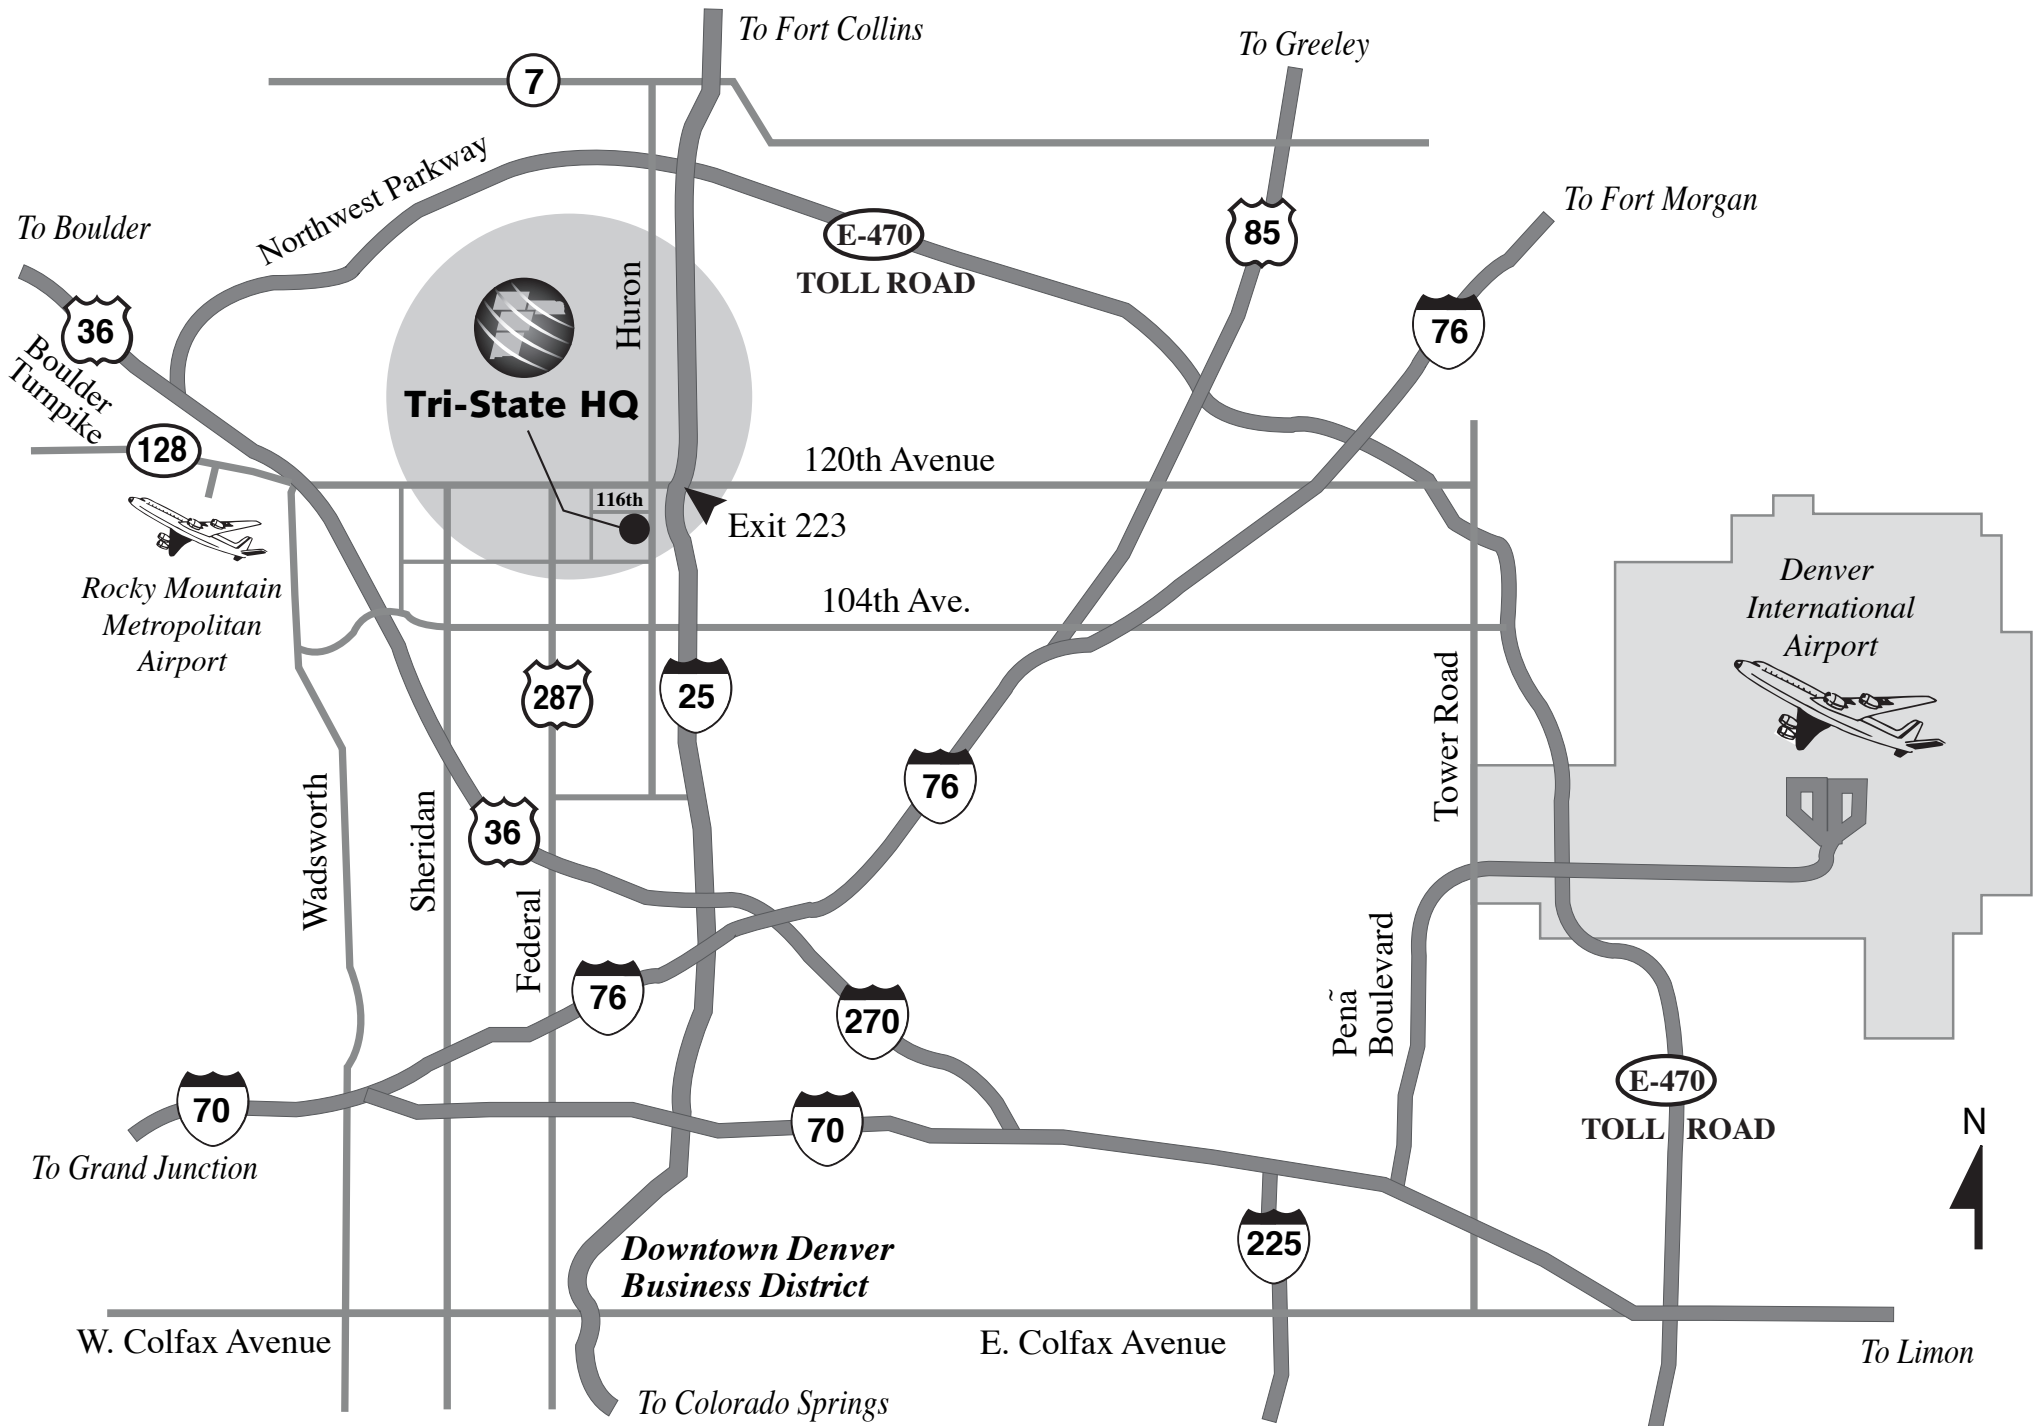 To Fort Collins
To Greeley
7
Northwest Parkway
To Fort Morgan
To Boulder
E-470
TOLL ROAD
85
36
Boulder
Turnpike
Huron
76
Tri-State HQ
128
120th Avenue
116th
Exit 223
Rocky Mountain
Metropolitan
Airport
104th Ave.
Denver
International
Airport
287
25
Tower Road
76
Wadsworth
Sheridan
36
Federal
76
270
Penã
Boulevard
70
70
E-470
TOLL ROAD
N
To Grand Junction
225
Downtown Denver
Business District
W. Colfax Avenue
E. Colfax Avenue
To Limon
To Colorado Springs